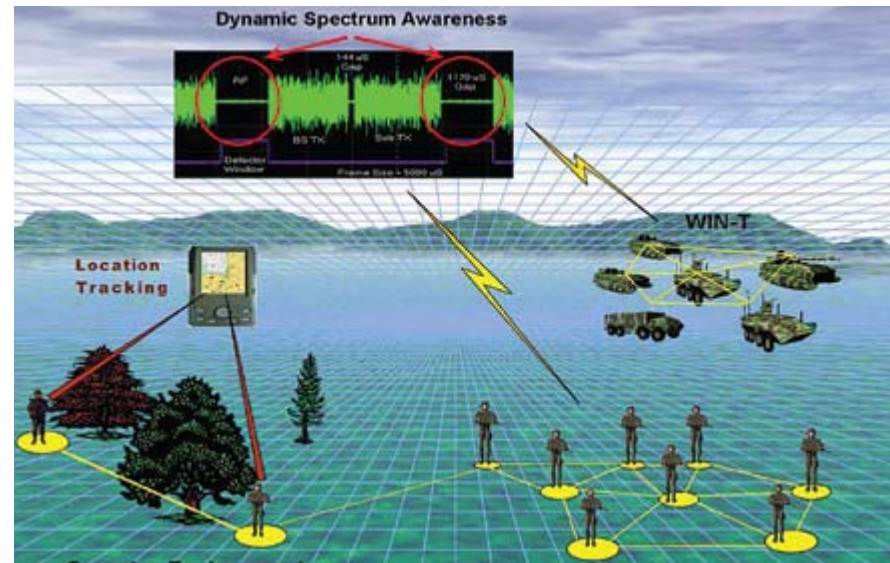 Dynamic Spectrum Awareness
144 uS
Gap
RF
1170 uS
Gap
BS TX
Sub TX
Detector
Window
Frame Size = 5000 uS
WIN-T
Location
Tracking